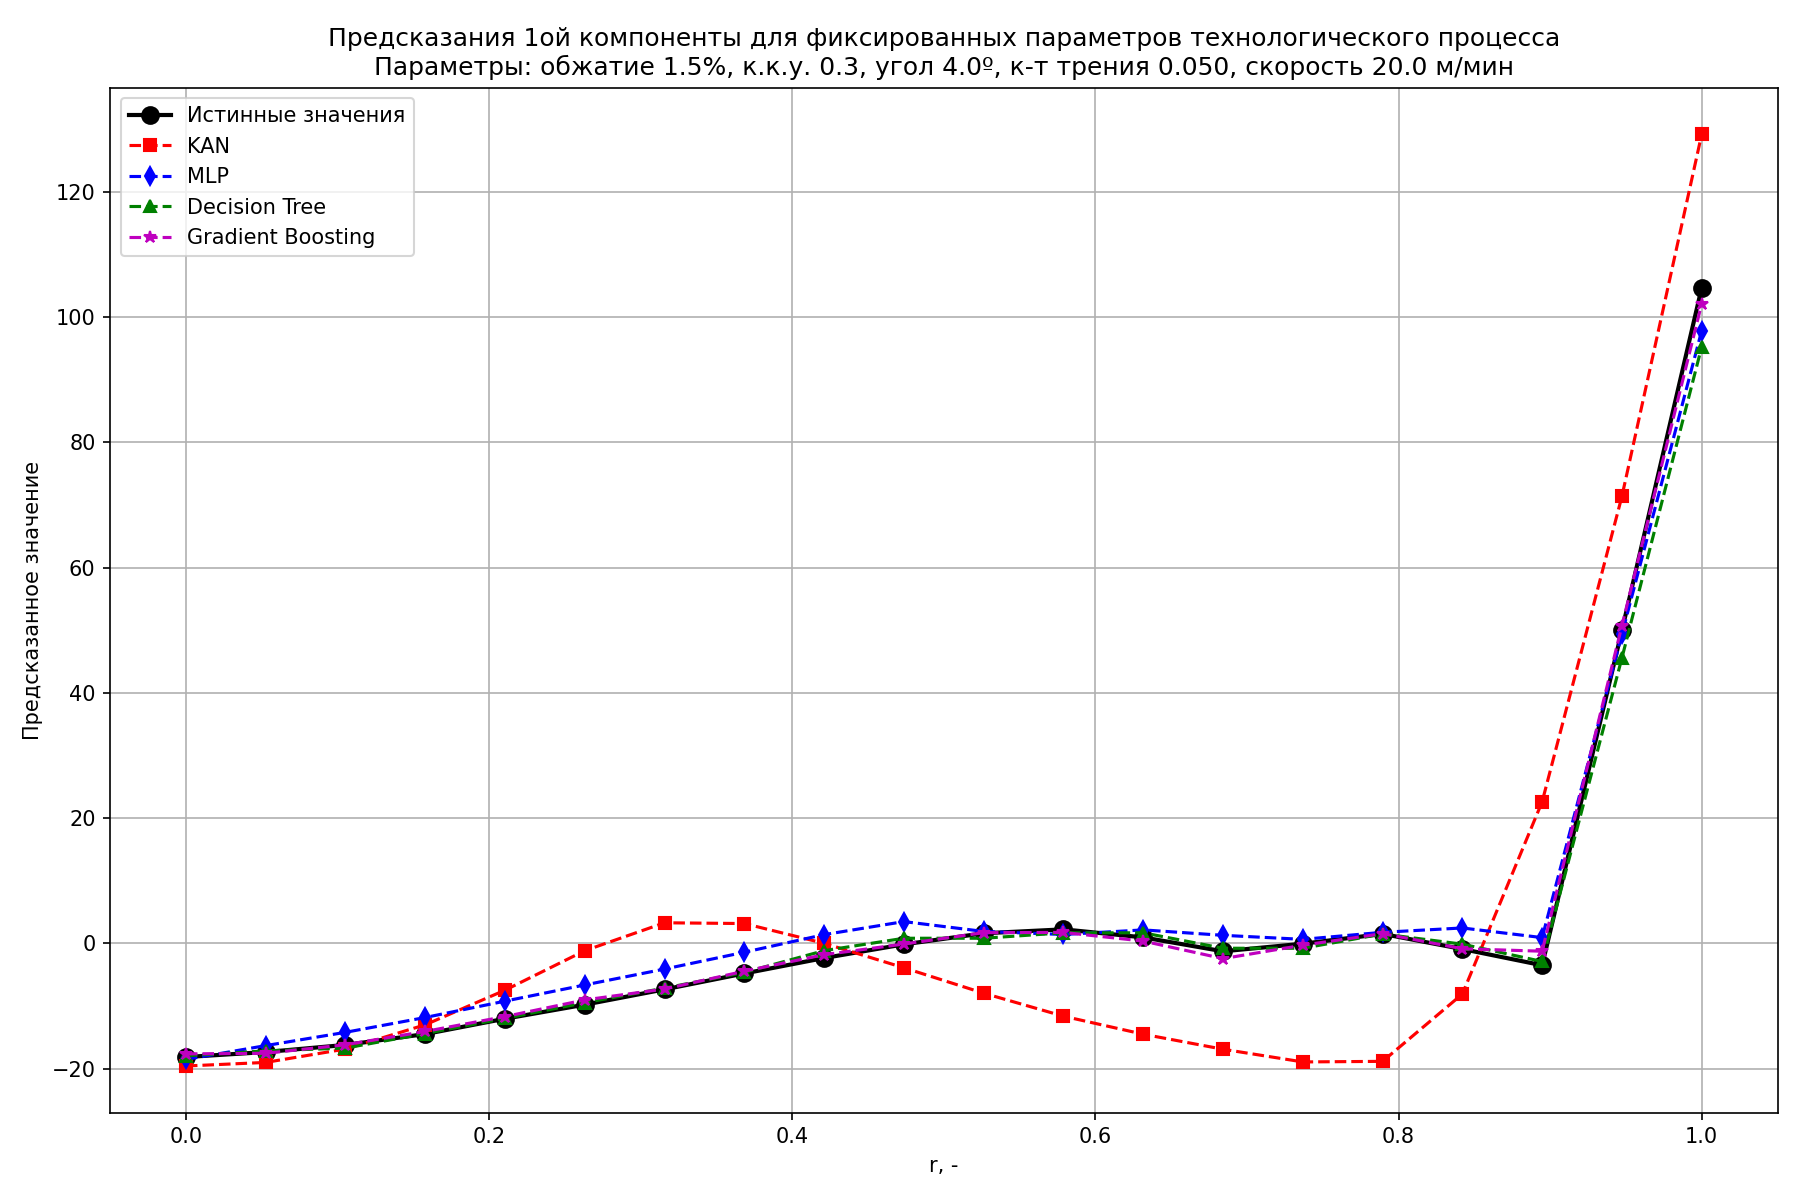 Предсказания 1ой компоненты для фиксированных параметров технологического процесса
Параметры: обжатие 1.5%, к.к.у. 0.3, угол 4.0º, к-т трения 0.050, скорость 20.0 м/мин
Истинные значения
KAN
MLP
Decision Tree
Gradient Boosting
Предсказанное значение
120
100
80
60
40
20
0
−20
0.0
0.2
0.4
0.6
0.8
1.0
r, -